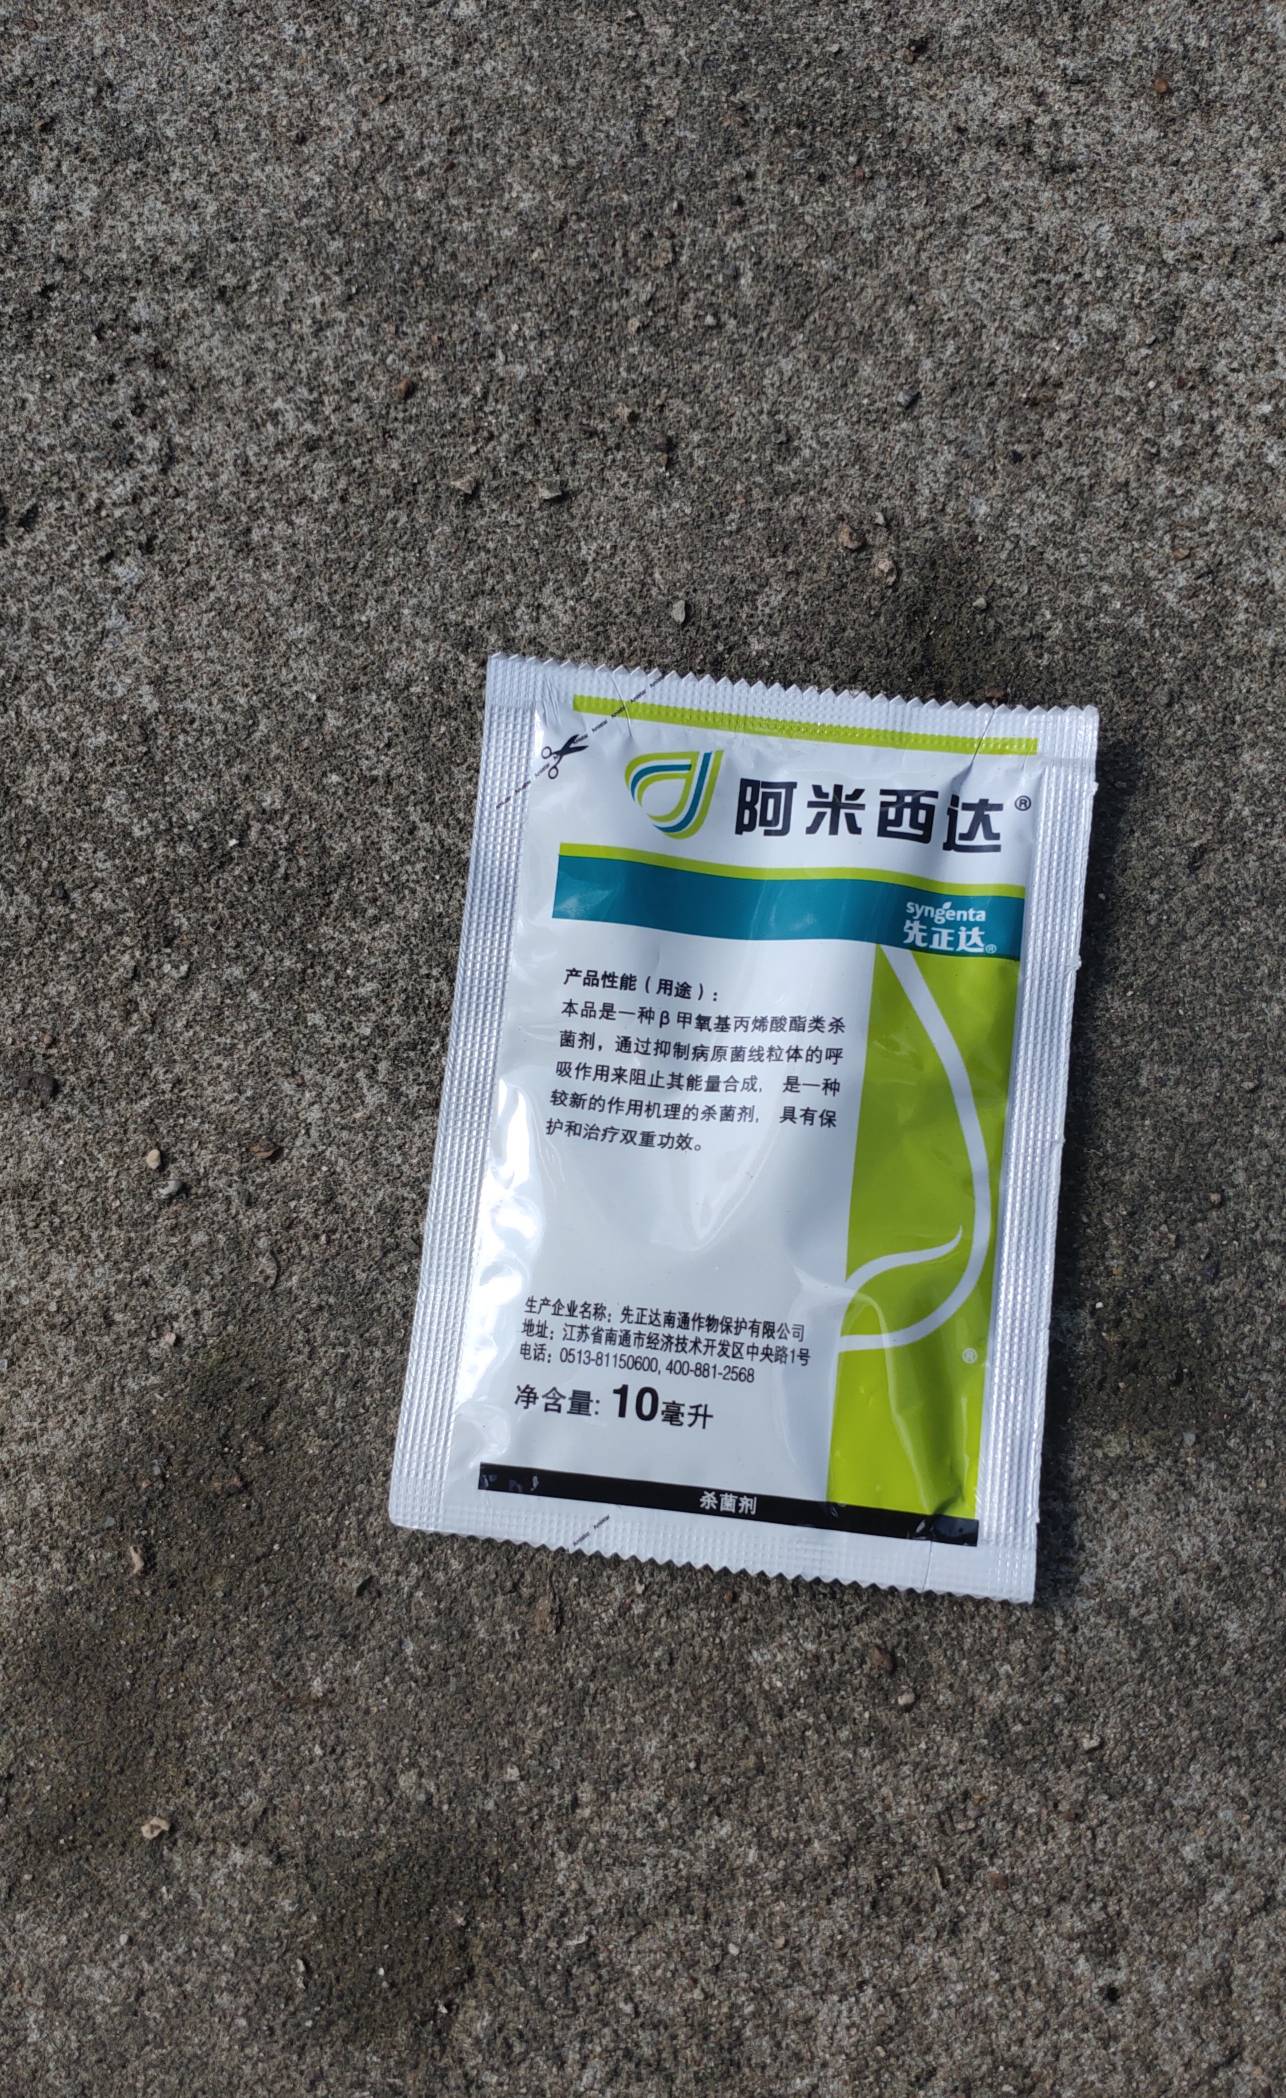 阿米西达®
syngenta
先正达®
产品性能（用途）：
本品是一种β甲氧基丙烯酸酯类杀
菌剂，通过抑制病原菌线粒体的呼
吸作用来阻止其能量合成, 是一种
较新的作用机理的杀菌剂, 具有保
护和治疗双重功效。
®
生产企业名称：先正达南通作物保护有限公司
地址：江苏省南通市经济技术开发区中央路1号
电话：0513-81150600, 400-881-2568
净含量: 10毫升
杀菌剂